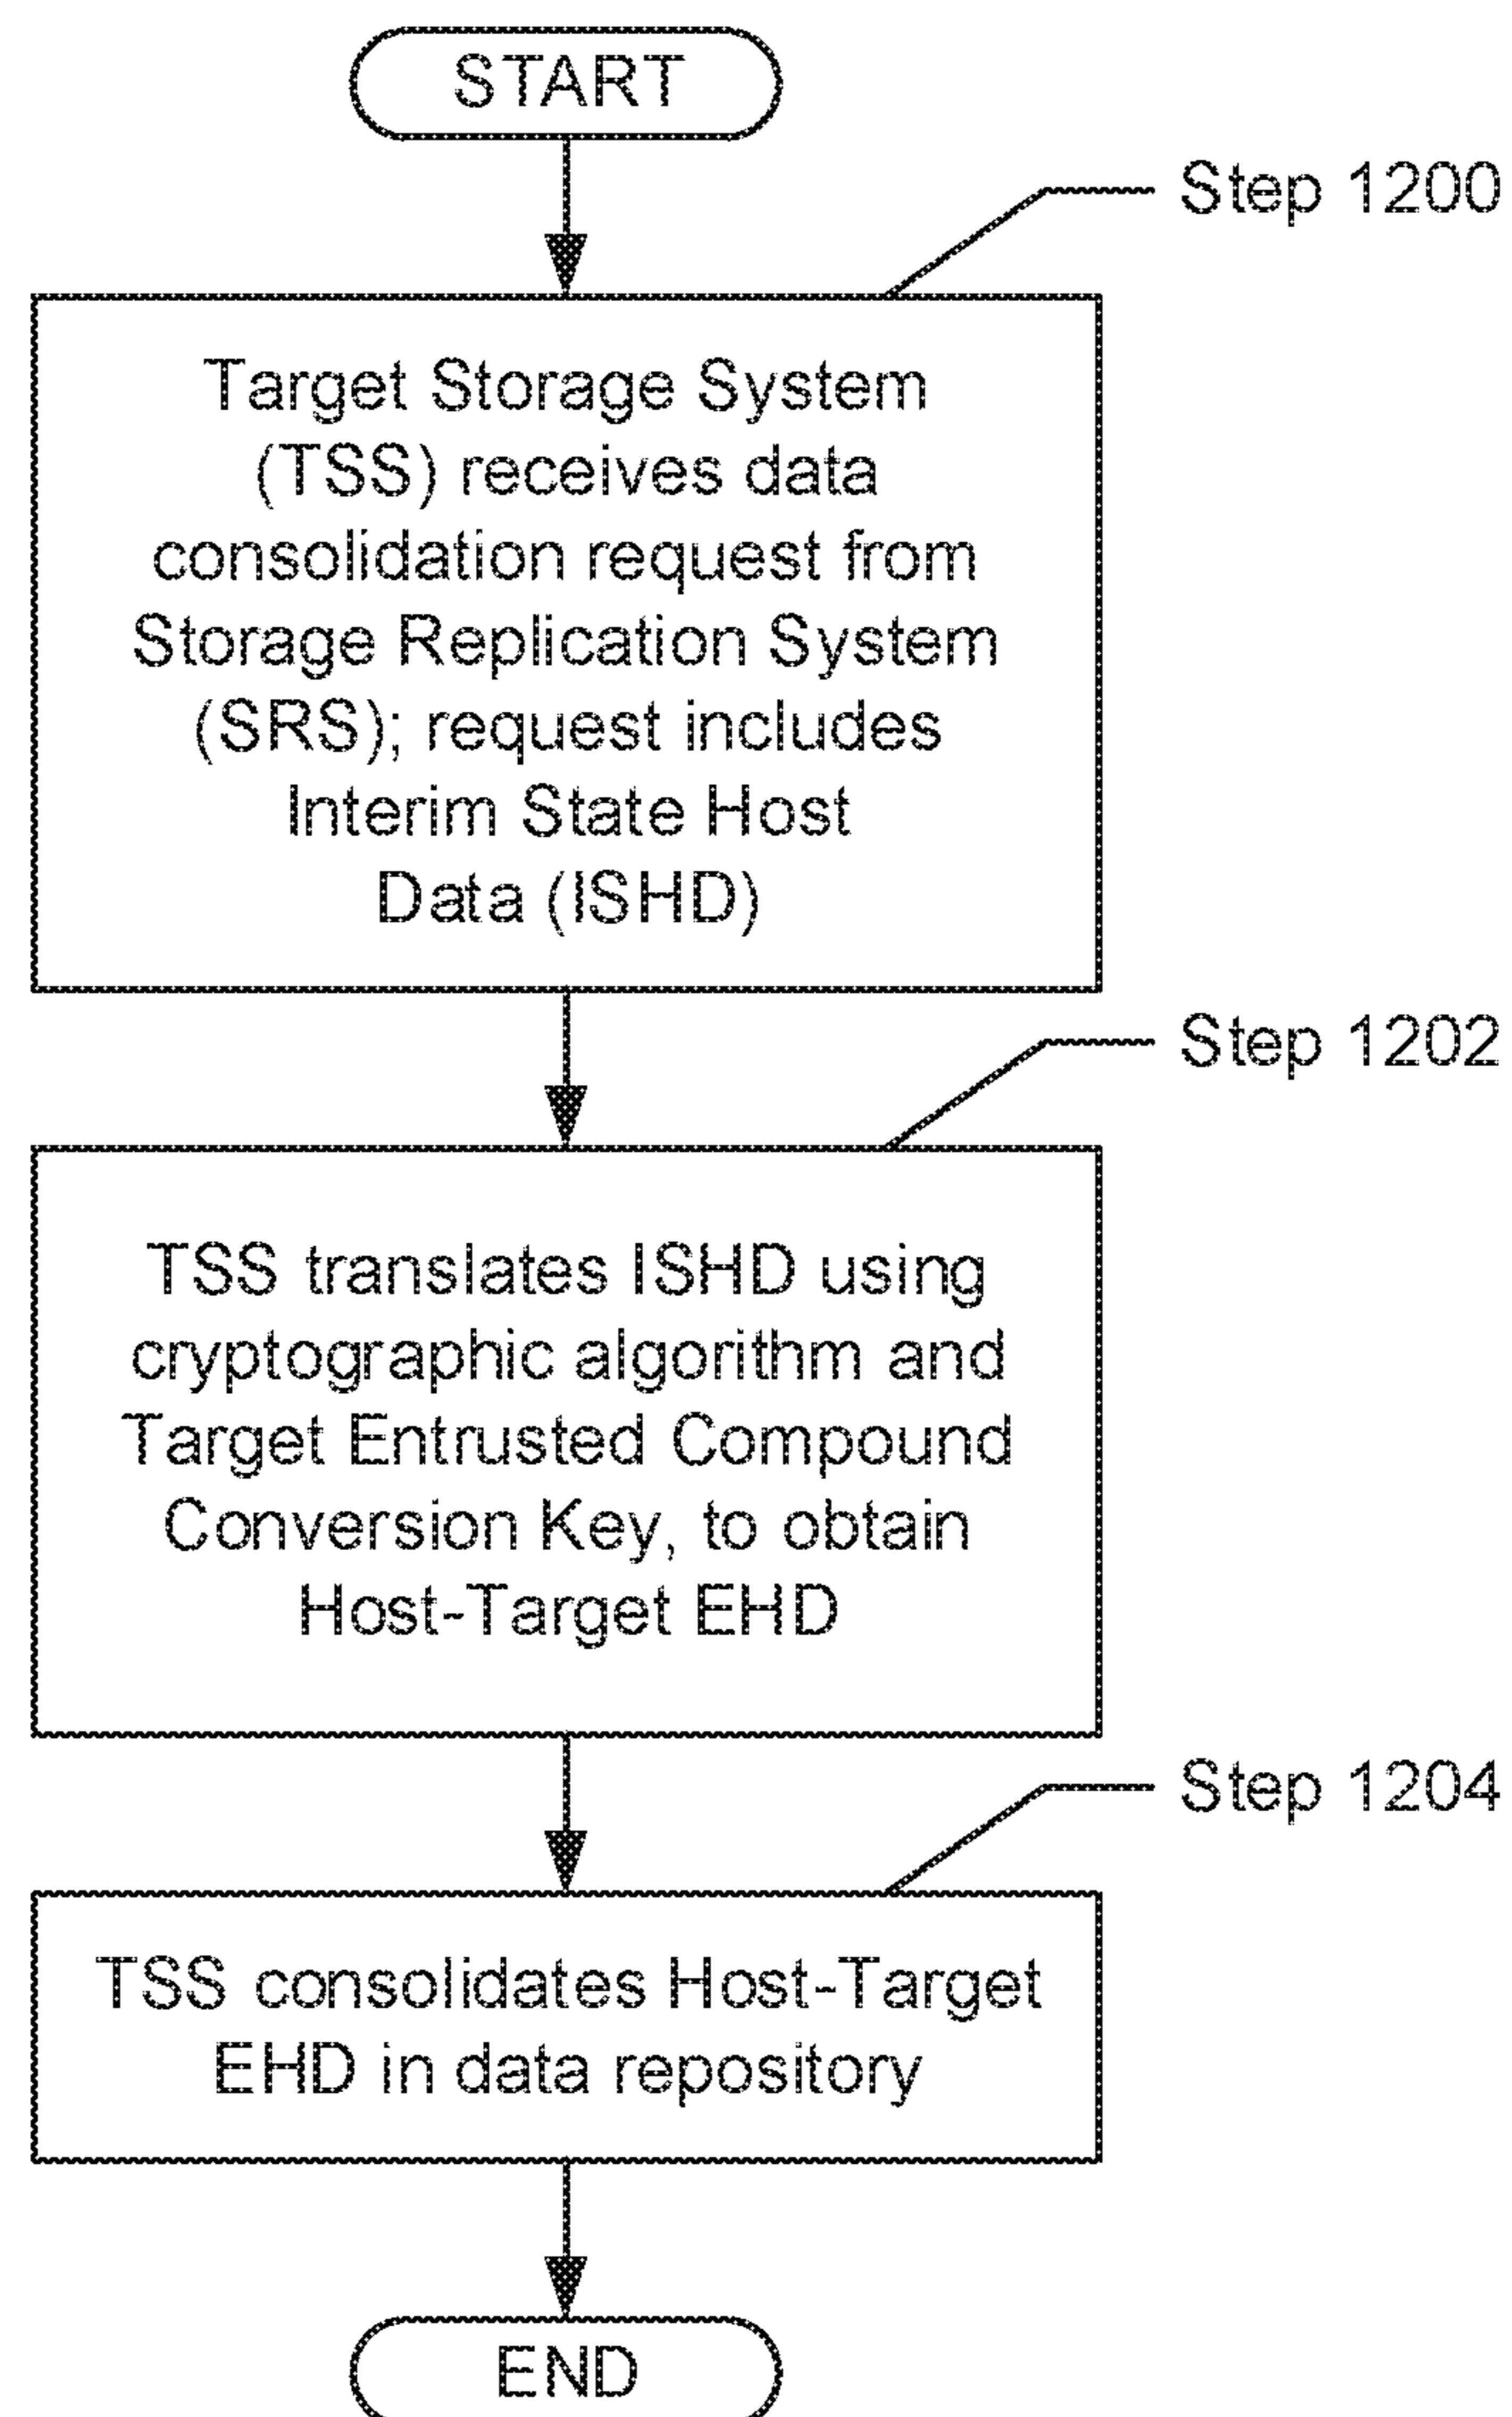 START
Step 1200
Target Storage System
(TSS) receives data
consolidation request from
Storage Replication System
(SRS); request includes
Interim State Host
Data (ISHD)
Step 1202
TSS translates ISHD using
cryptographic algorithm and
Target Entrusted Compound
Conversion Key, to obtain
Host-Target EHD
Step 1204
TSS consolidates Host-Target
EHD in data repository
END